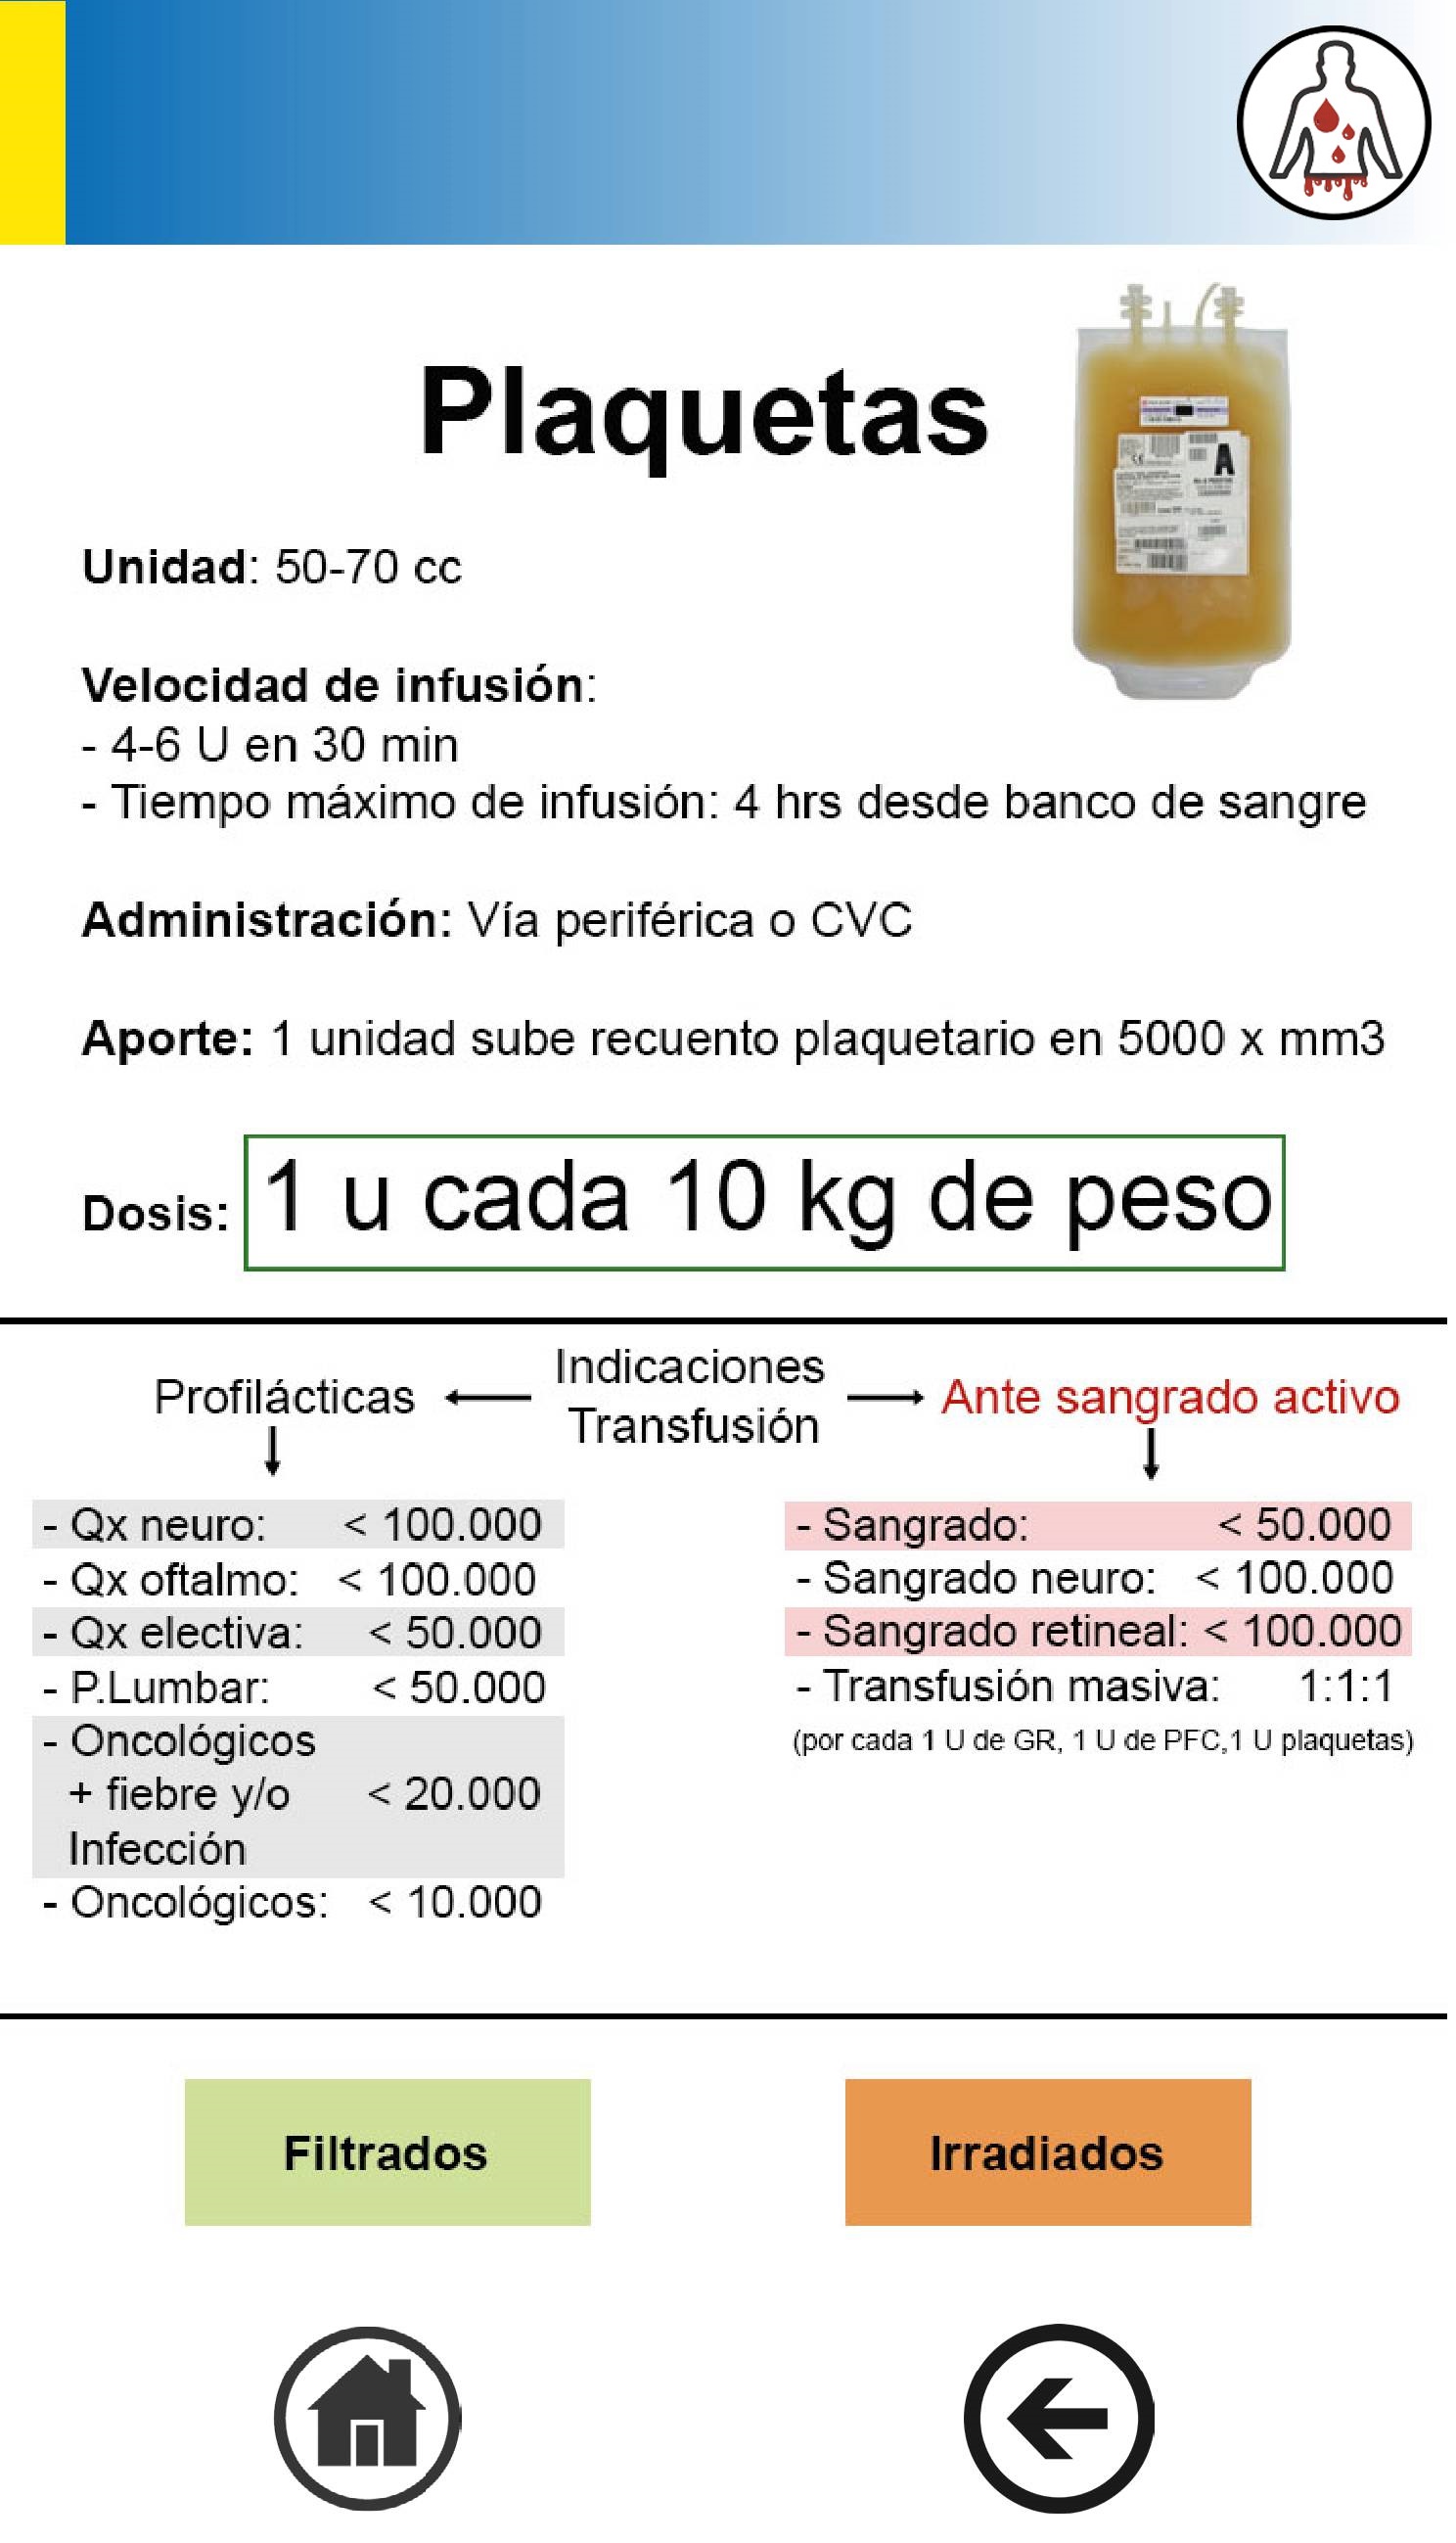 Plaquetas
A
Unidad: 50-70 cc
Velocidad de infusión:
- 4-6 U en 30 min
- Tiempo máximo de infusión: 4 hrs desde banco de sangre
Administración: Vía periférica o CVC
Aporte: 1 unidad sube recuento plaquetario en 5000 x mm3
Dosis: 1 u cada 10 kg de peso
Indicaciones
Transfusión
Profilácticas
- Qx neuro: < 100.000
- Qx oftalmo: < 100.000
- Qx electiva: < 50.000
- P.Lumbar: < 50.000
- Oncológicos
+ fiebre y/o < 20.000
Infección
- Oncológicos: < 10.000
Ante sangrado activo
- Sangrado: < 50.000
- Sangrado neuro: < 100.000
- Sangrado retineal: < 100.000
- Transfusión masiva: 1:1:1
(por cada 1 U de GR, 1 U de PFC,1 U plaquetas)
Filtrados
Irradiados